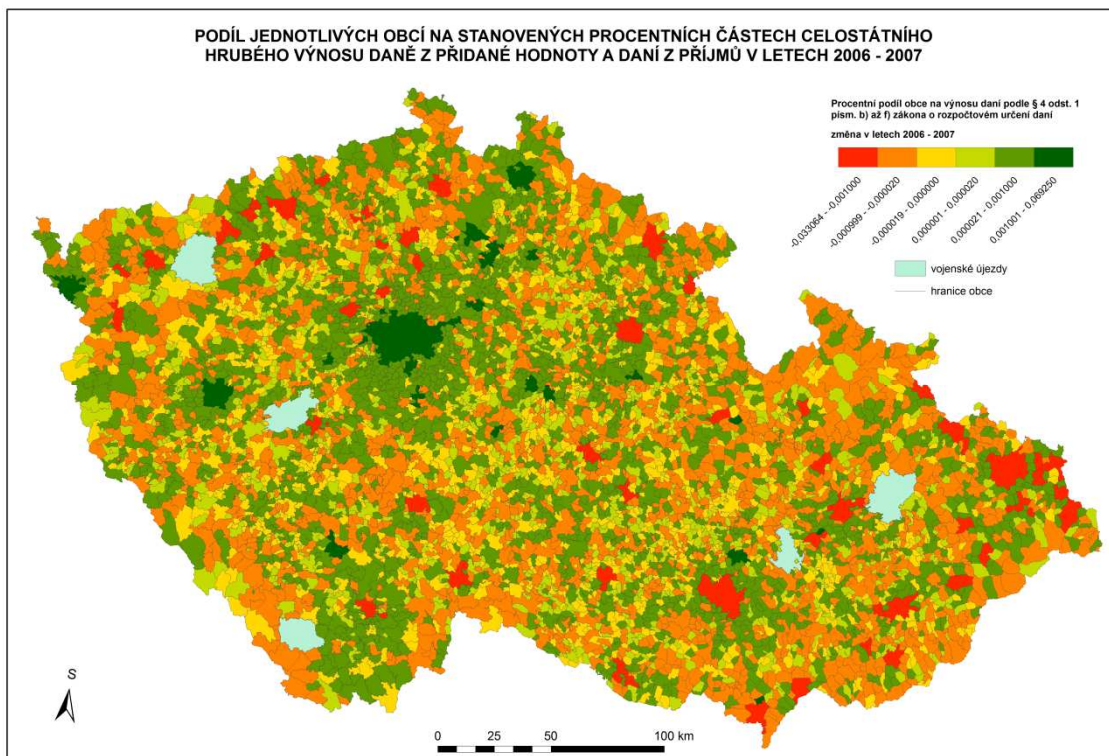 PODÍL JEDNOTLIVÝCH OBCÍ NA STANOVENÝCH PROCENTNÍCH ČÁSTECH CELOSTÁTNÍHO
HRUBÉHO VÝNOSU DANĚ Z PŘIDANÉ HODNOTY A DANÍ Z PŘÍJMŮ V LETECH 2006 - 2007
Procentní podíl obce na výnosu daní podle § 4 odst. 1
písm. b) až f) zákona o rozpočtovém určení daní
změna v letech 2006 - 2007
-0,033064 - -0,001000
-0,000999 - -0,000020
-0,000019 - -0,000000
0,000001 - 0,000020
0,000021 - 0,001000
0,001001 - 0,069250
vojenské újezdy
hranice obce
S
0 25 50 100 km